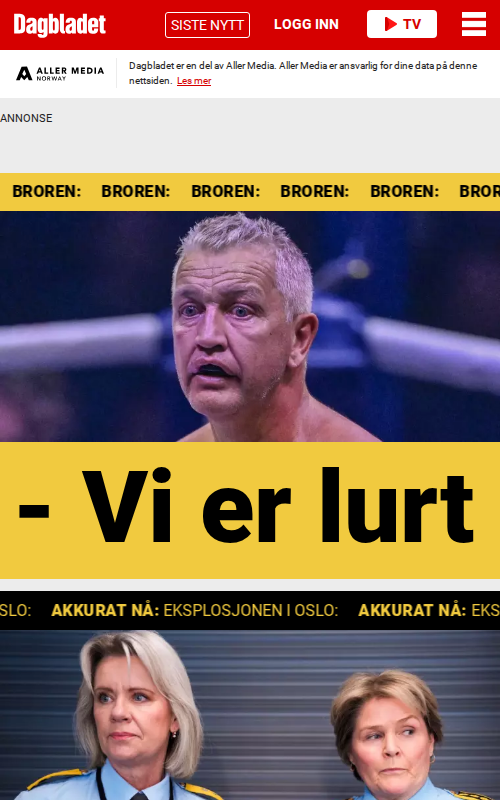 Dagbladet
SISTE NYTT
LOGG INN
TV
ALLER MEDIA
NORWAY
Dagbladet er en del av Aller Media. Aller Media er ansvarlig for dine data på denne
nettsiden. Les mer
ANNONSE
BROREN: BROREN: BROREN: BROREN: BROREN: BROR
- Vi er lurt
SLO: AKKURAT NÅ: EKSPLOSJONEN I OSLO: AKKURAT NÅ: EKS